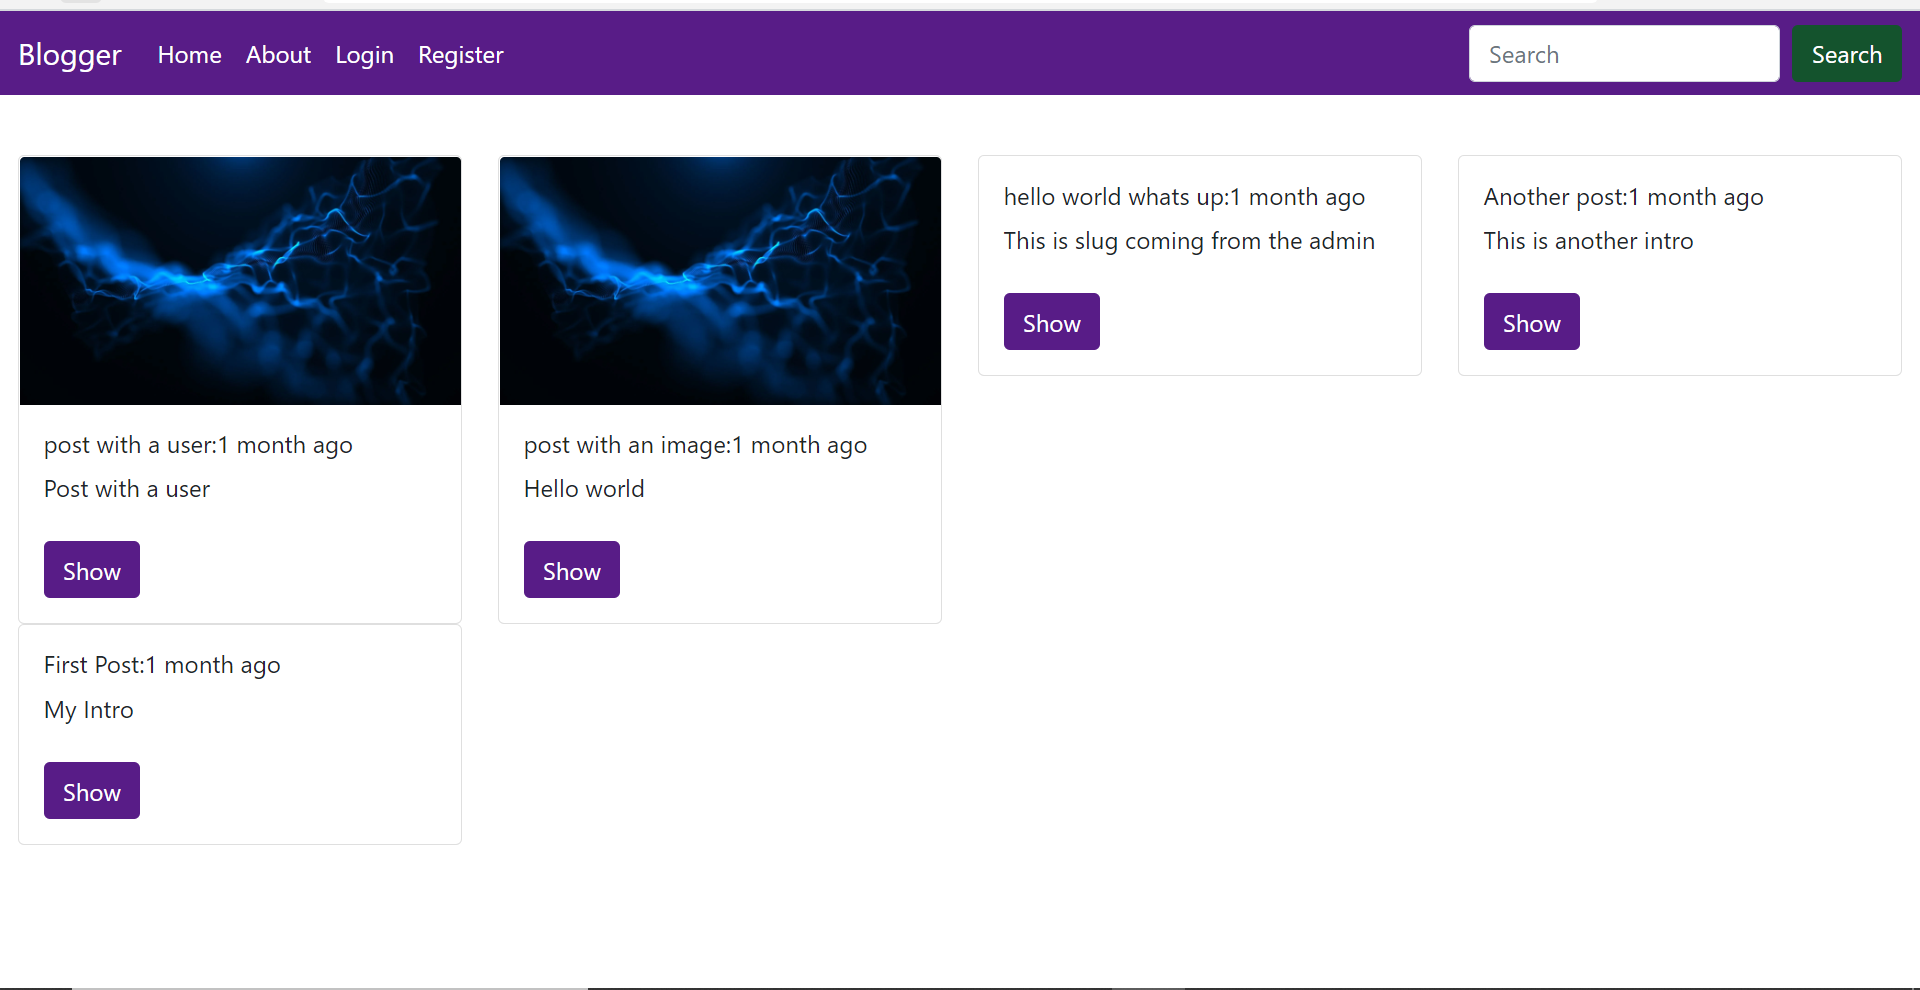 Blogger Home About Login Register Search Search
post with a user:1 month ago
Post with a user
Show
post with an image:1 month ago
Hello world
Show
hello world whats up:1 month ago
This is slug coming from the admin
Show
Another post:1 month ago
This is another intro
Show
First Post:1 month ago
My Intro
Show